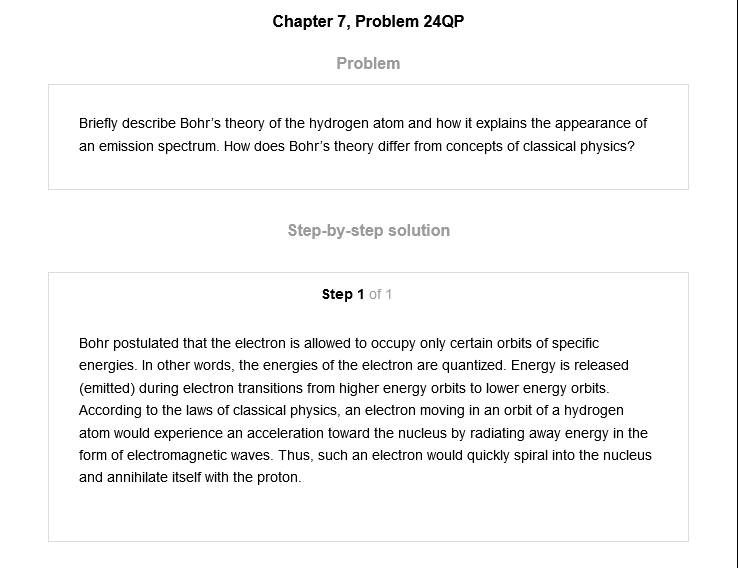 Chapter 7, Problem 24QP
Problem
Briefly describe Bohr's theory of the hydrogen atom and how it explains the appearance of
an emission spectrum. How does Bohr's theory differ from concepts of classical physics?
Step-by-step solution
Step 1 of 1
Bohr postulated that the electron is allowed to occupy only certain orbits of specific
energies. In other words, the energies of the electron are quantized. Energy is released
(emitted) during electron transitions from higher energy orbits to lower energy orbits.
According to the laws of classical physics, an electron moving in an orbit of a hydrogen
atom would experience an acceleration toward the nucleus by radiating away energy in the
form of electromagnetic waves. Thus, such an electron would quickly spiral into the nucleus
and annihilate itself with the proton.